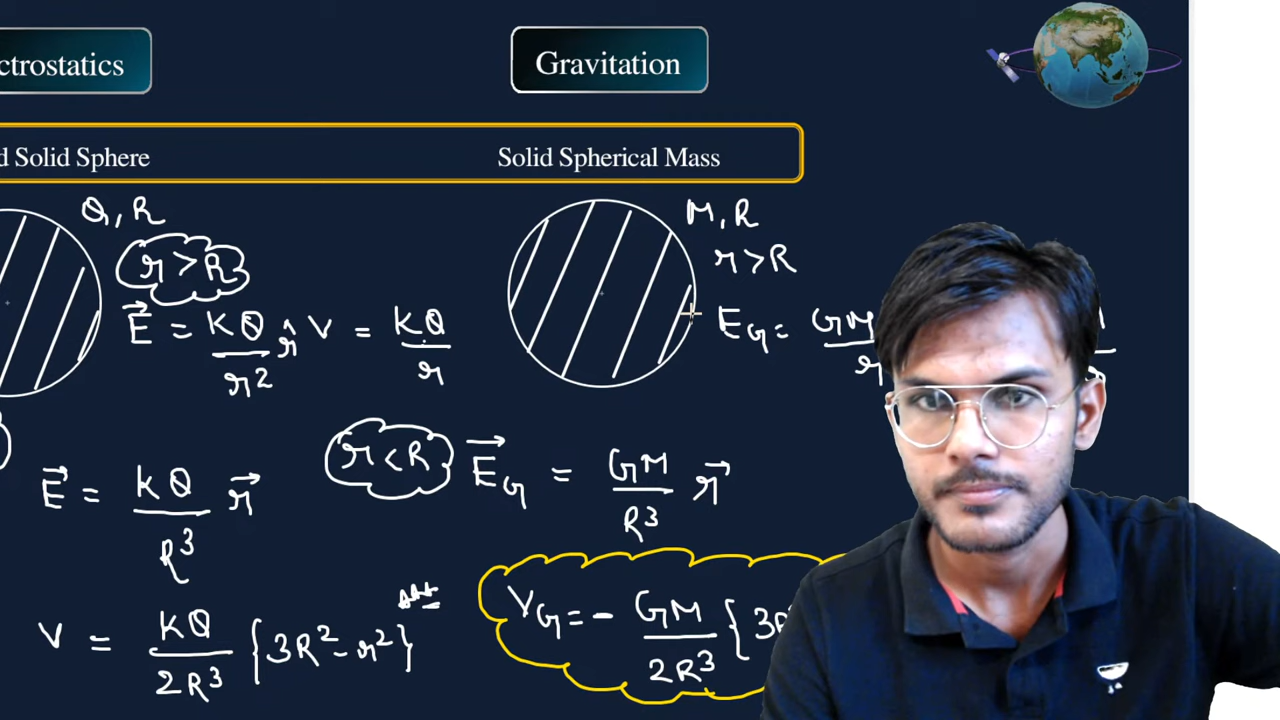 ctrostatics
Gravitation
d Solid Sphere
Solid Spherical Mass
Q, R
M, R
r > R
r > R
E⃗ = KQ/r² r̂ V = KQ/r
E_G = GM/r
r < R
E⃗_G = GM/R³ r⃗
E⃗ = KQ/R³ r⃗
V = KQ/2R³ {3R² - r²}
V_G = - GM/2R³ {3R